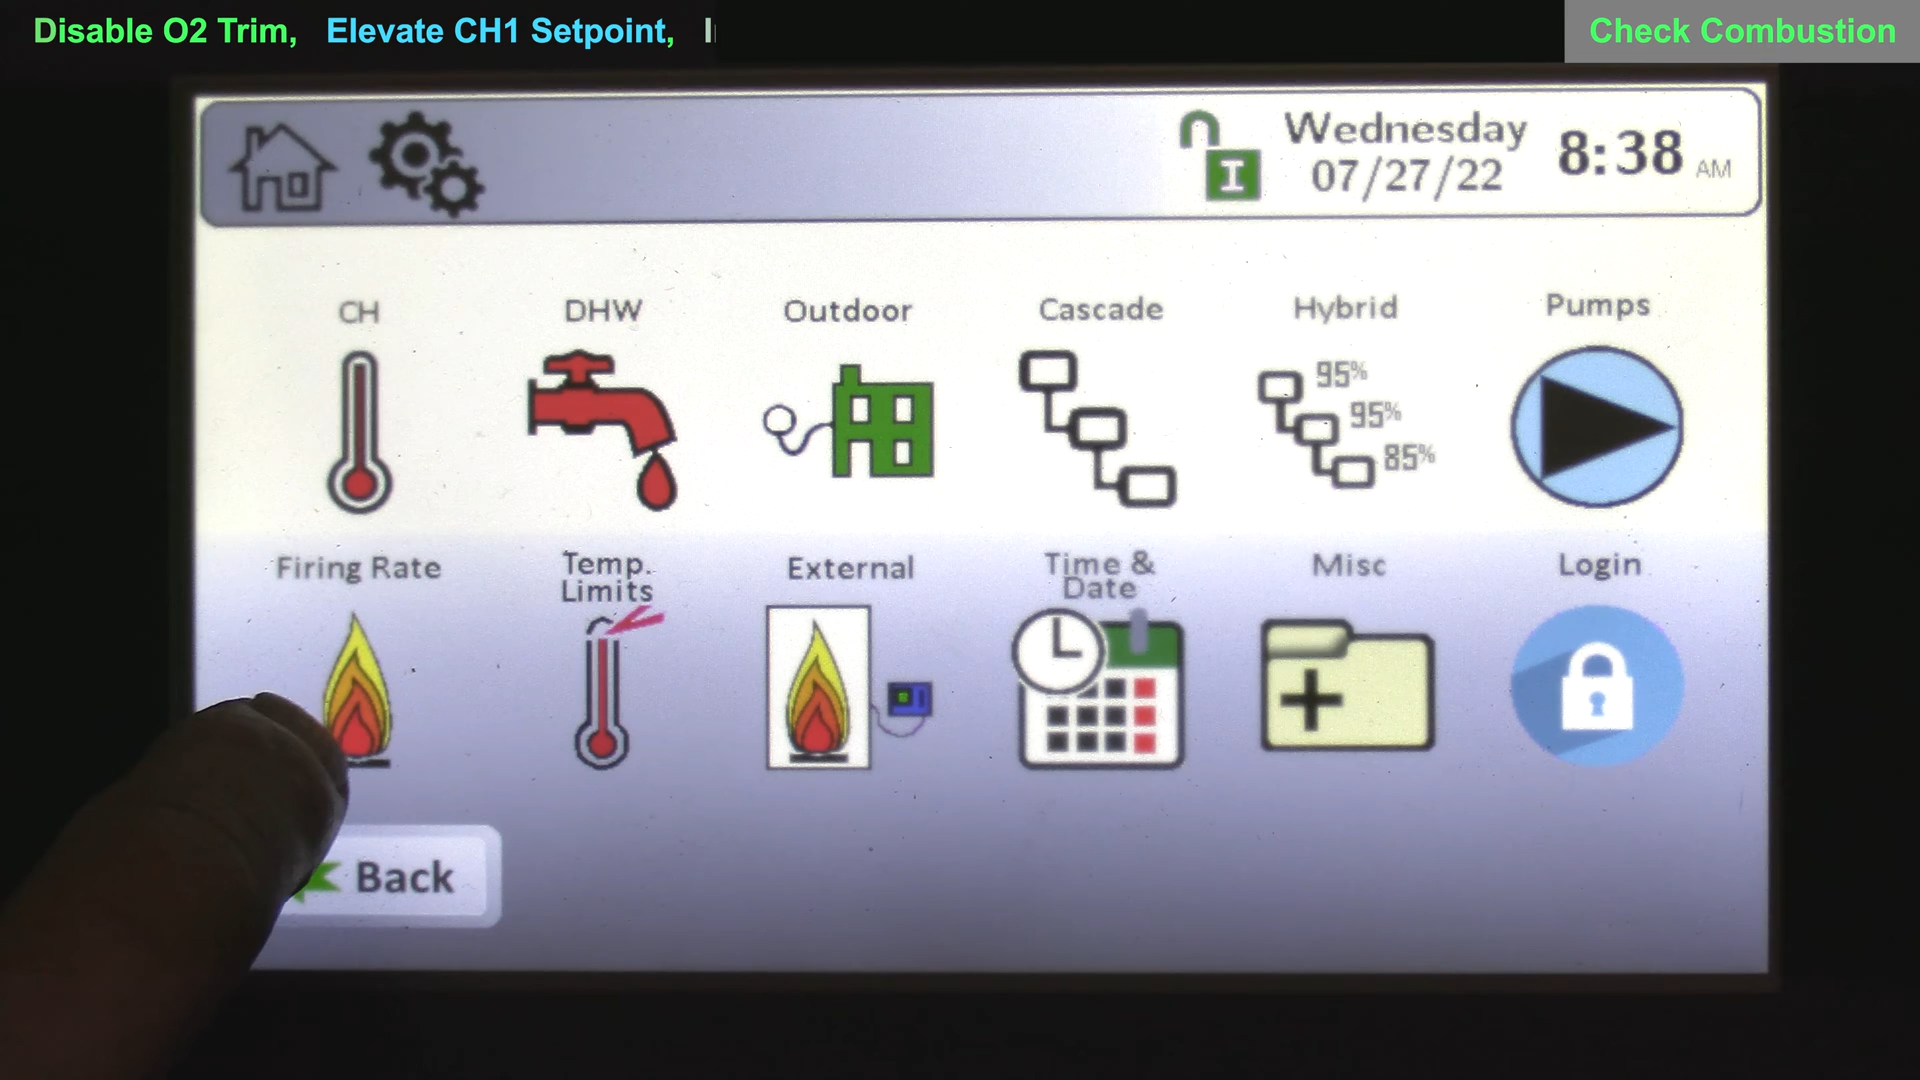 Disable O2 Trim, Elevate CH1 Setpoint,
Check Combustion
Wednesday
07/27/22
8:38 AM
I
CH
DHW
Outdoor
Cascade
Hybrid
Pumps
95%
95%
85%
Firing Rate
Temp.
Limits
External
Time &
Date
Misc
Login
Back